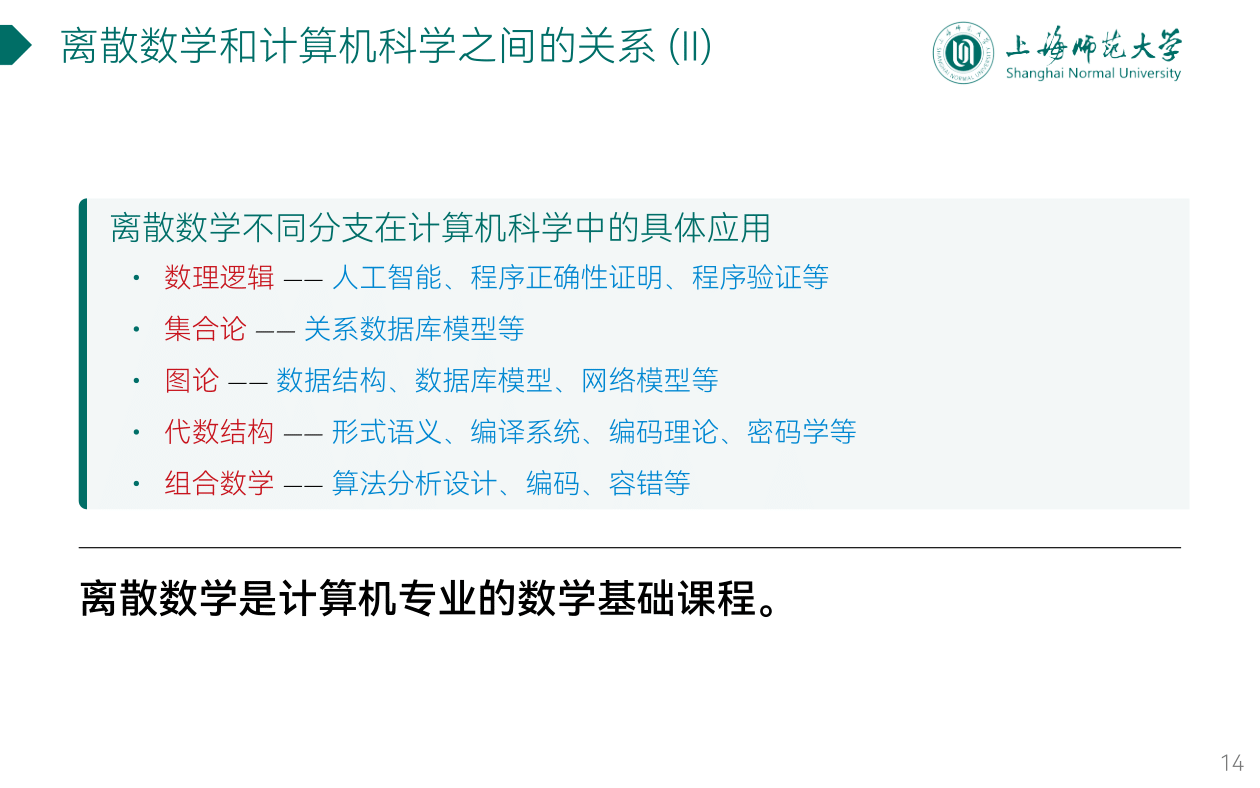 离散数学和计算机科学之间的关系 (II)
上海师范大学
Shanghai Normal University
离散数学不同分支在计算机科学中的具体应用
• 数理逻辑 —— 人工智能、程序正确性证明、程序验证等
• 集合论 —— 关系数据库模型等
• 图论 —— 数据结构、数据库模型、网络模型等
• 代数结构 —— 形式语义、编译系统、编码理论、密码学等
• 组合数学 —— 算法分析设计、编码、容错等
离散数学是计算机专业的数学基础课程。
14